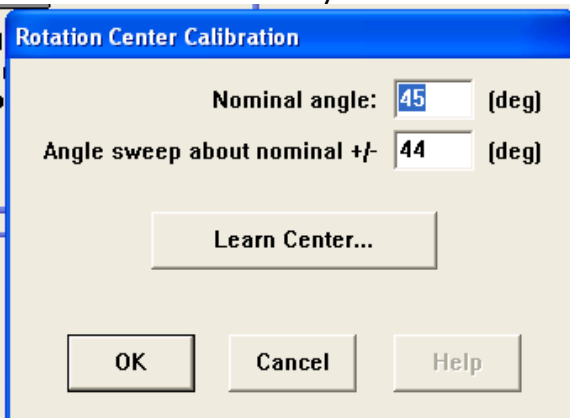 Rotation Center Calibration
Nominal angle: 45 (deg)
Angle sweep about nominal +/- 44 (deg)
Learn Center...
OK Cancel Help